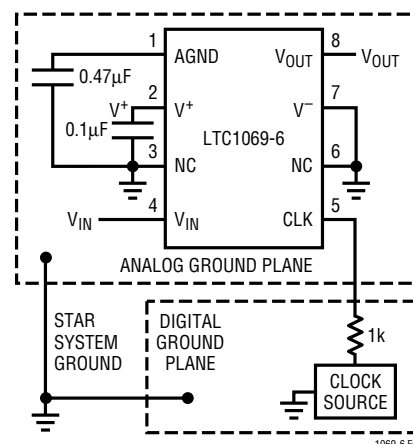 1
AGND
VOUT
8
VOUT
0.47µF
2
V+
V+
0.1µF
LTC1069-6
7
V−
3
NC
6
NC
4
VIN
VIN
5
CLK
ANALOG GROUND PLANE
STAR
SYSTEM
GROUND
DIGITAL
GROUND
PLANE
1k
CLOCK
SOURCE